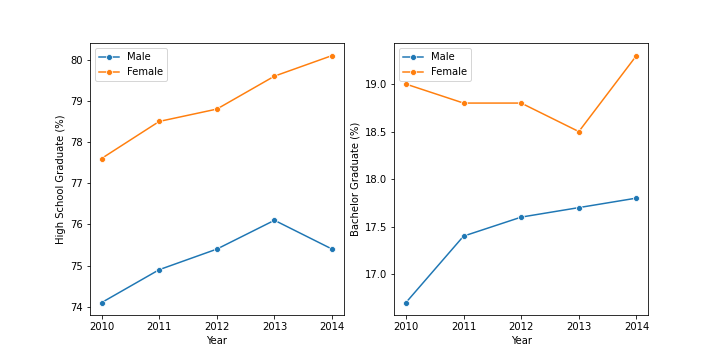 Male
Female
80
79
78
77
76
75
74
High School Graduate (%)
2010 2011 2012 2013 2014
Year
Male
Female
19.0
18.5
18.0
17.5
17.0
Bachelor Graduate (%)
2010 2011 2012 2013 2014
Year